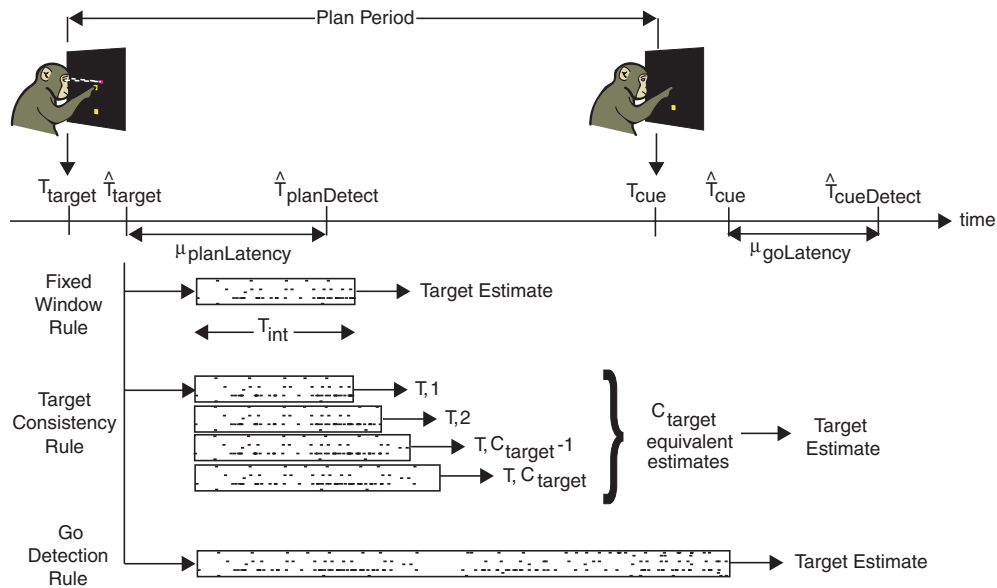 Plan Period
T_target T̂_target T̂_planDetect T_cue T̂_cue T̂_cueDetect
time
μ_planLatency μ_goLatency
Fixed
Window
Rule
Target Estimate
T_int
Target
Consistency
Rule
T,1
T,2
T,C_target-1
T, C_target
C_target
equivalent
estimates
Target
Estimate
Go
Detection
Rule
Target Estimate